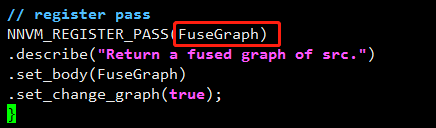 // register pass
NNVM_REGISTER_PASS(FuseGraph)
.describe("Return a fused graph of src.")
.set_body(FuseGraph)
.set_change_graph(true);
}